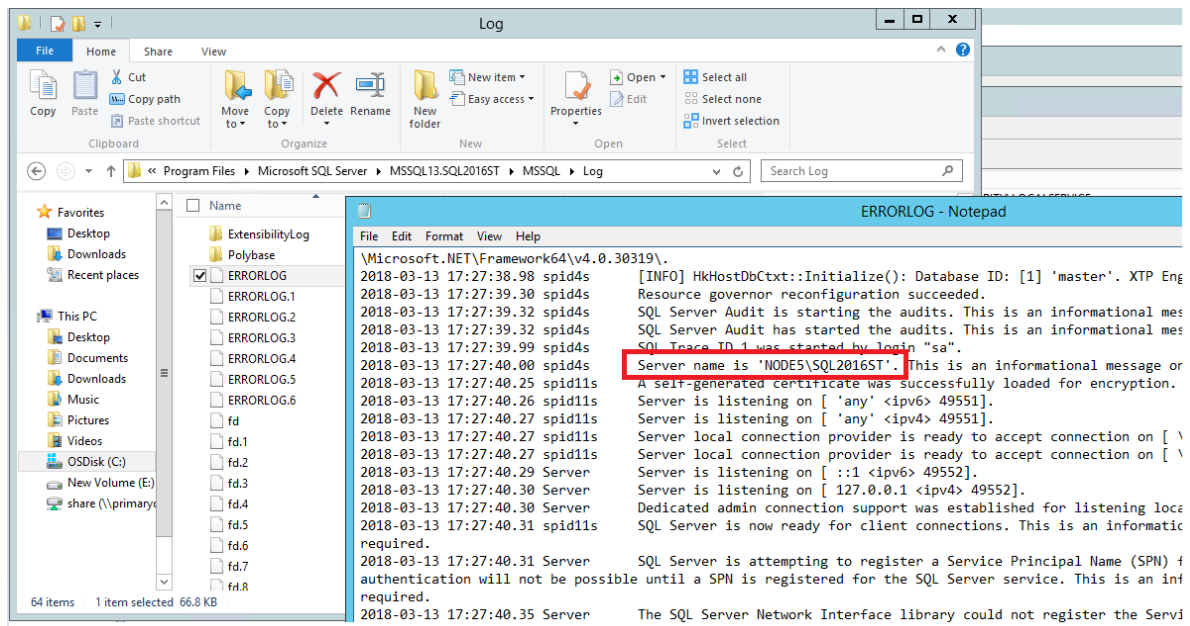 Log
File Home Share View
Copy
Paste
Cut
Copy path
Paste shortcut
Clipboard
Move to
Copy to
Delete
Rename
Organize
New folder
New item
Easy access
New
Properties
Open
Edit
Open
Select all
Select none
Invert selection
Select
« Program Files Microsoft SQL Server MSSQL13.SQL2016ST MSSQL Log
Search Log
Favorites
Desktop
Downloads
Recent places
This PC
Desktop
Documents
Downloads
Music
Pictures
Videos
OSDisk (C:)
New Volume (E:)
share (\\primaryd
Name
ExtensibilityLog
Polybase
ERRORLOG
ERRORLOG.1
ERRORLOG.2
ERRORLOG.3
ERRORLOG.4
ERRORLOG.5
ERRORLOG.6
fd
fd.1
fd.2
fd.3
fd.4
fd.5
fd.6
fd.7
fd.8
64 items 1 item selected 66.8 KB
ERRORLOG - Notepad
File Edit Format View Help
\Microsoft.NET\Framework64\v4.0.30319\.
2018-03-13 17:27:38.98 spid4s [INFO] HkHostDbCtxt::Initialize(): Database ID: [1] 'master'. XTP Eng
2018-03-13 17:27:39.30 spid4s Resource governor reconfiguration succeeded.
2018-03-13 17:27:39.32 spid4s SQL Server Audit is starting the audits. This is an informational mes
2018-03-13 17:27:39.32 spid4s SQL Server Audit has started the audits. This is an informational mes
2018-03-13 17:27:39.99 spid4s SQL Trace ID 1 was started by login "sa".
2018-03-13 17:27:40.00 spid4s Server name is 'NODE5\SQL2016ST'. This is an informational message on
2018-03-13 17:27:40.25 spid11s A self-generated certificate was successfully loaded for encryption.
2018-03-13 17:27:40.26 spid11s Server is listening on [ 'any' <ipv6> 49551].
2018-03-13 17:27:40.27 spid11s Server is listening on [ 'any' <ipv4> 49551].
2018-03-13 17:27:40.27 spid11s Server local connection provider is ready to accept connection on [ \
2018-03-13 17:27:40.27 spid11s Server local connection provider is ready to accept connection on [ \
2018-03-13 17:27:40.29 Server Server is listening on [ ::1 <ipv6> 49552].
2018-03-13 17:27:40.30 Server Server is listening on [ 127.0.0.1 <ipv4> 49552].
2018-03-13 17:27:40.30 Server Dedicated admin connection support was established for listening loca
2018-03-13 17:27:40.31 spid11s SQL Server is now ready for client connections. This is an informatio
required.
2018-03-13 17:27:40.31 Server SQL Server is attempting to register a Service Principal Name (SPN) f
authentication will not be possible until a SPN is registered for the SQL Server service. This is an inf
required.
2018-03-13 17:27:40.35 Server The SQL Server Network Interface library could not register the Servi